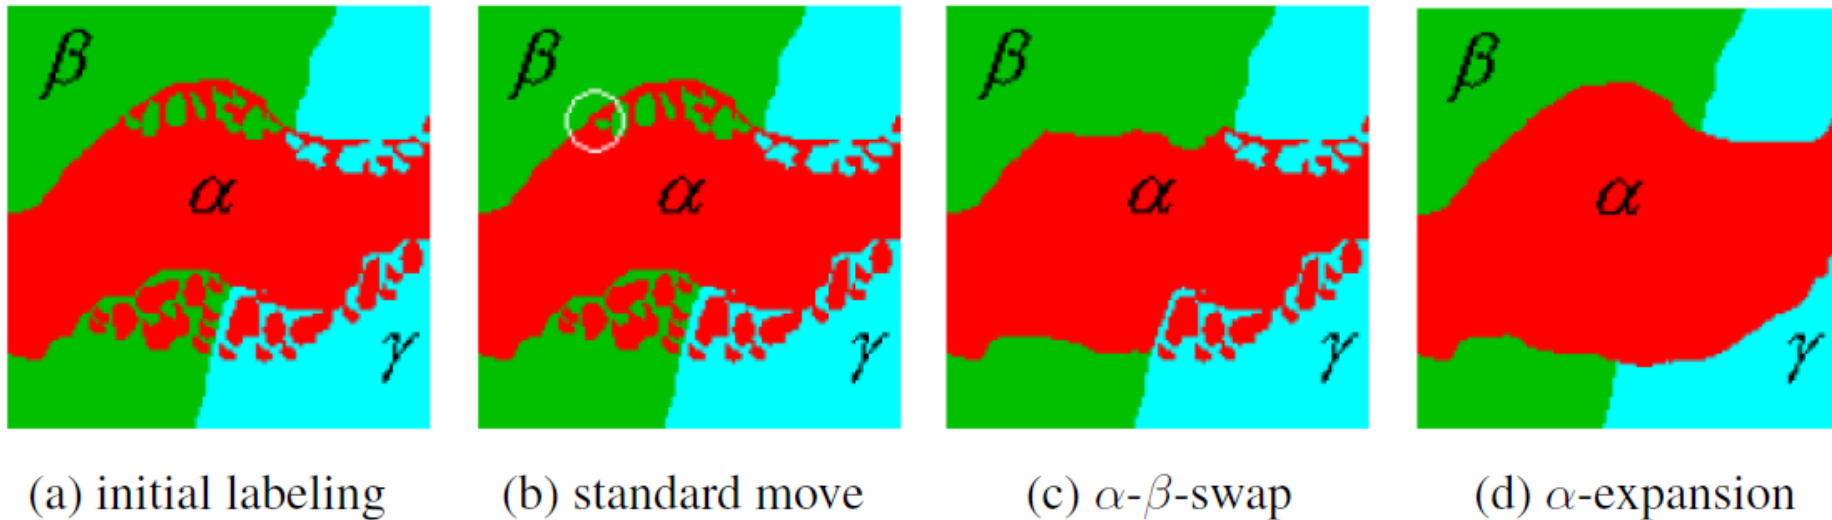 β β β β
α α α α
γ γ γ γ
(a) initial labeling (b) standard move (c) α-β-swap (d) α-expansion